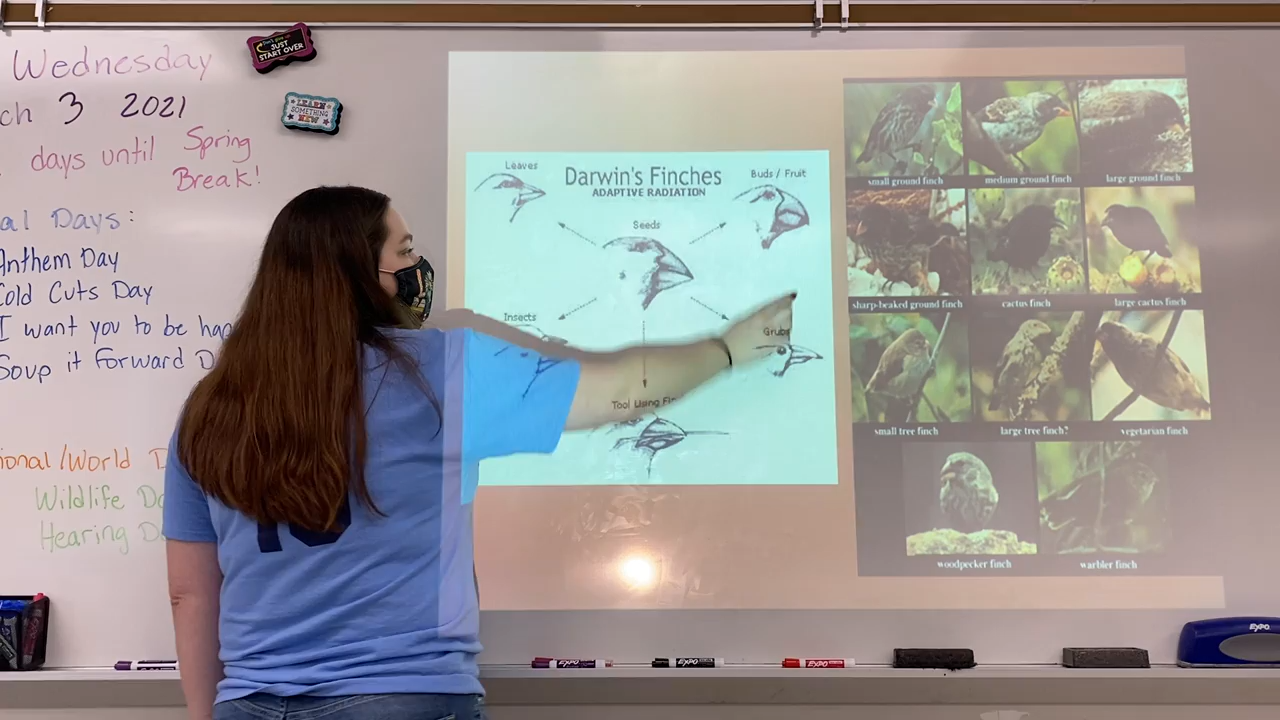 Wednesday
ch 3 2021
days until Spring
Break!
al Days:
Anthem Day
Cold Cuts Day
I want you to be hap
Soup it Forward D
ional/World D
Wildlife Da
Hearing D
JUST
START OVER
LEARN
SOMETHING
NEW
Darwin's Finches
ADAPTIVE RADIATION
Leaves
Buds / Fruit
Seeds
Insects
Grubs
Tool Using Fin
small ground finch
medium ground finch
large ground finch
sharp-beaked ground finch
cactus finch
large cactus finch
small tree finch
large tree finch?
vegetarian finch
woodpecker finch
warbler finch
EXPO
EXPO
EXPO
EXPO